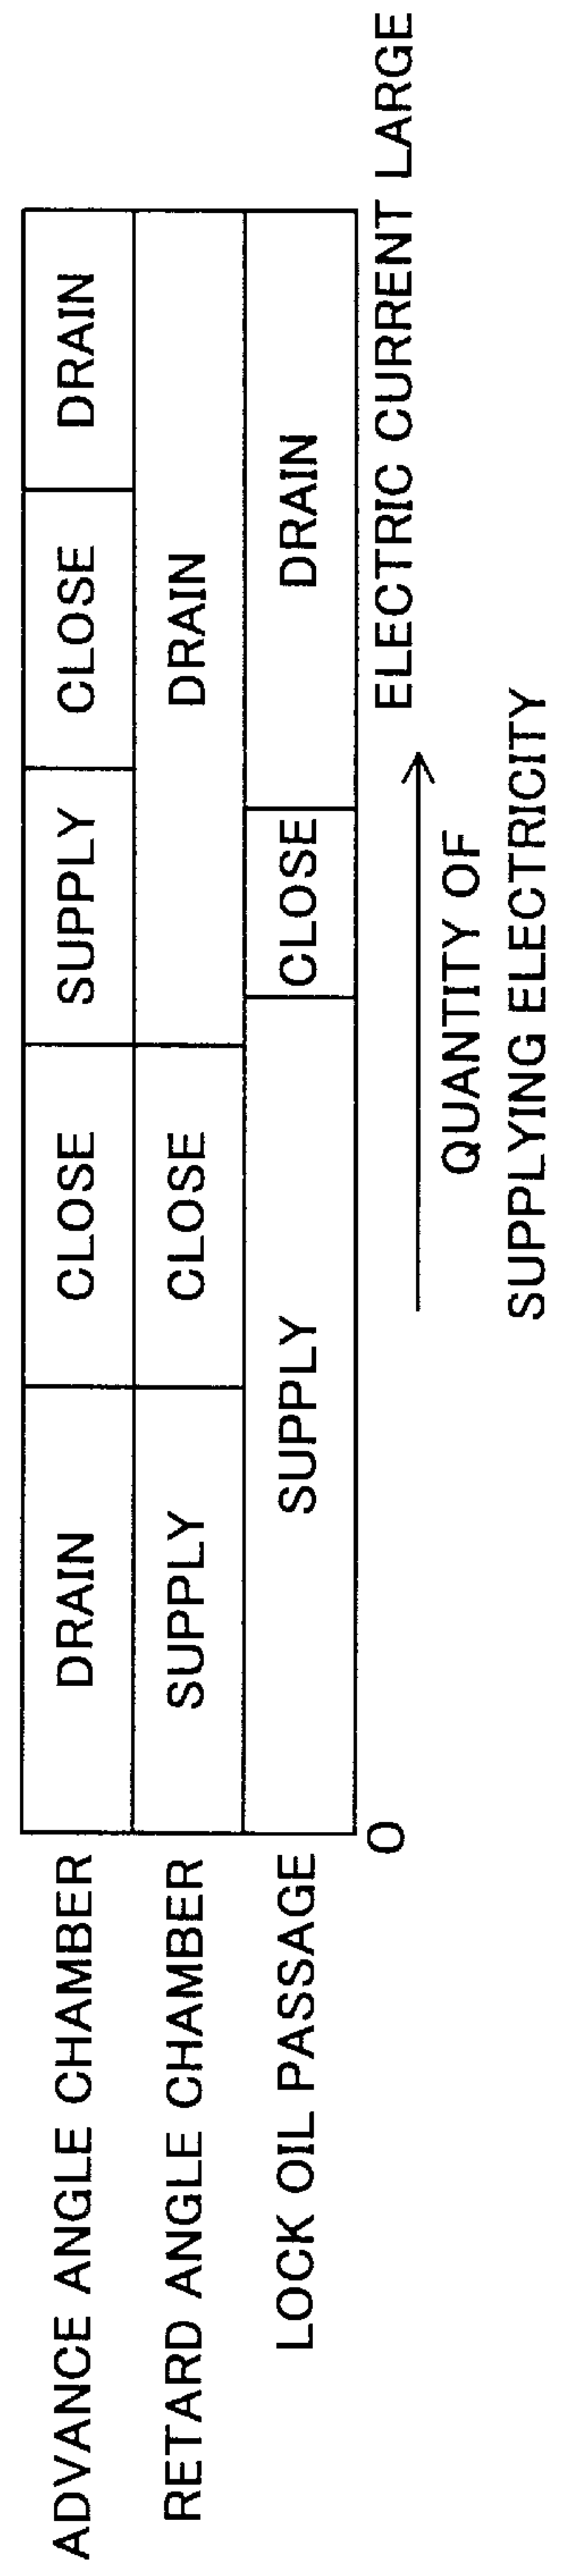 ADVANCE ANGLE CHAMBER DRAIN CLOSE SUPPLY CLOSE DRAIN
RETARD ANGLE CHAMBER SUPPLY CLOSE DRAIN
LOCK OIL PASSAGE SUPPLY CLOSE DRAIN
0 ELECTRIC CURRENT LARGE
QUANTITY OF
SUPPLYING ELECTRICITY